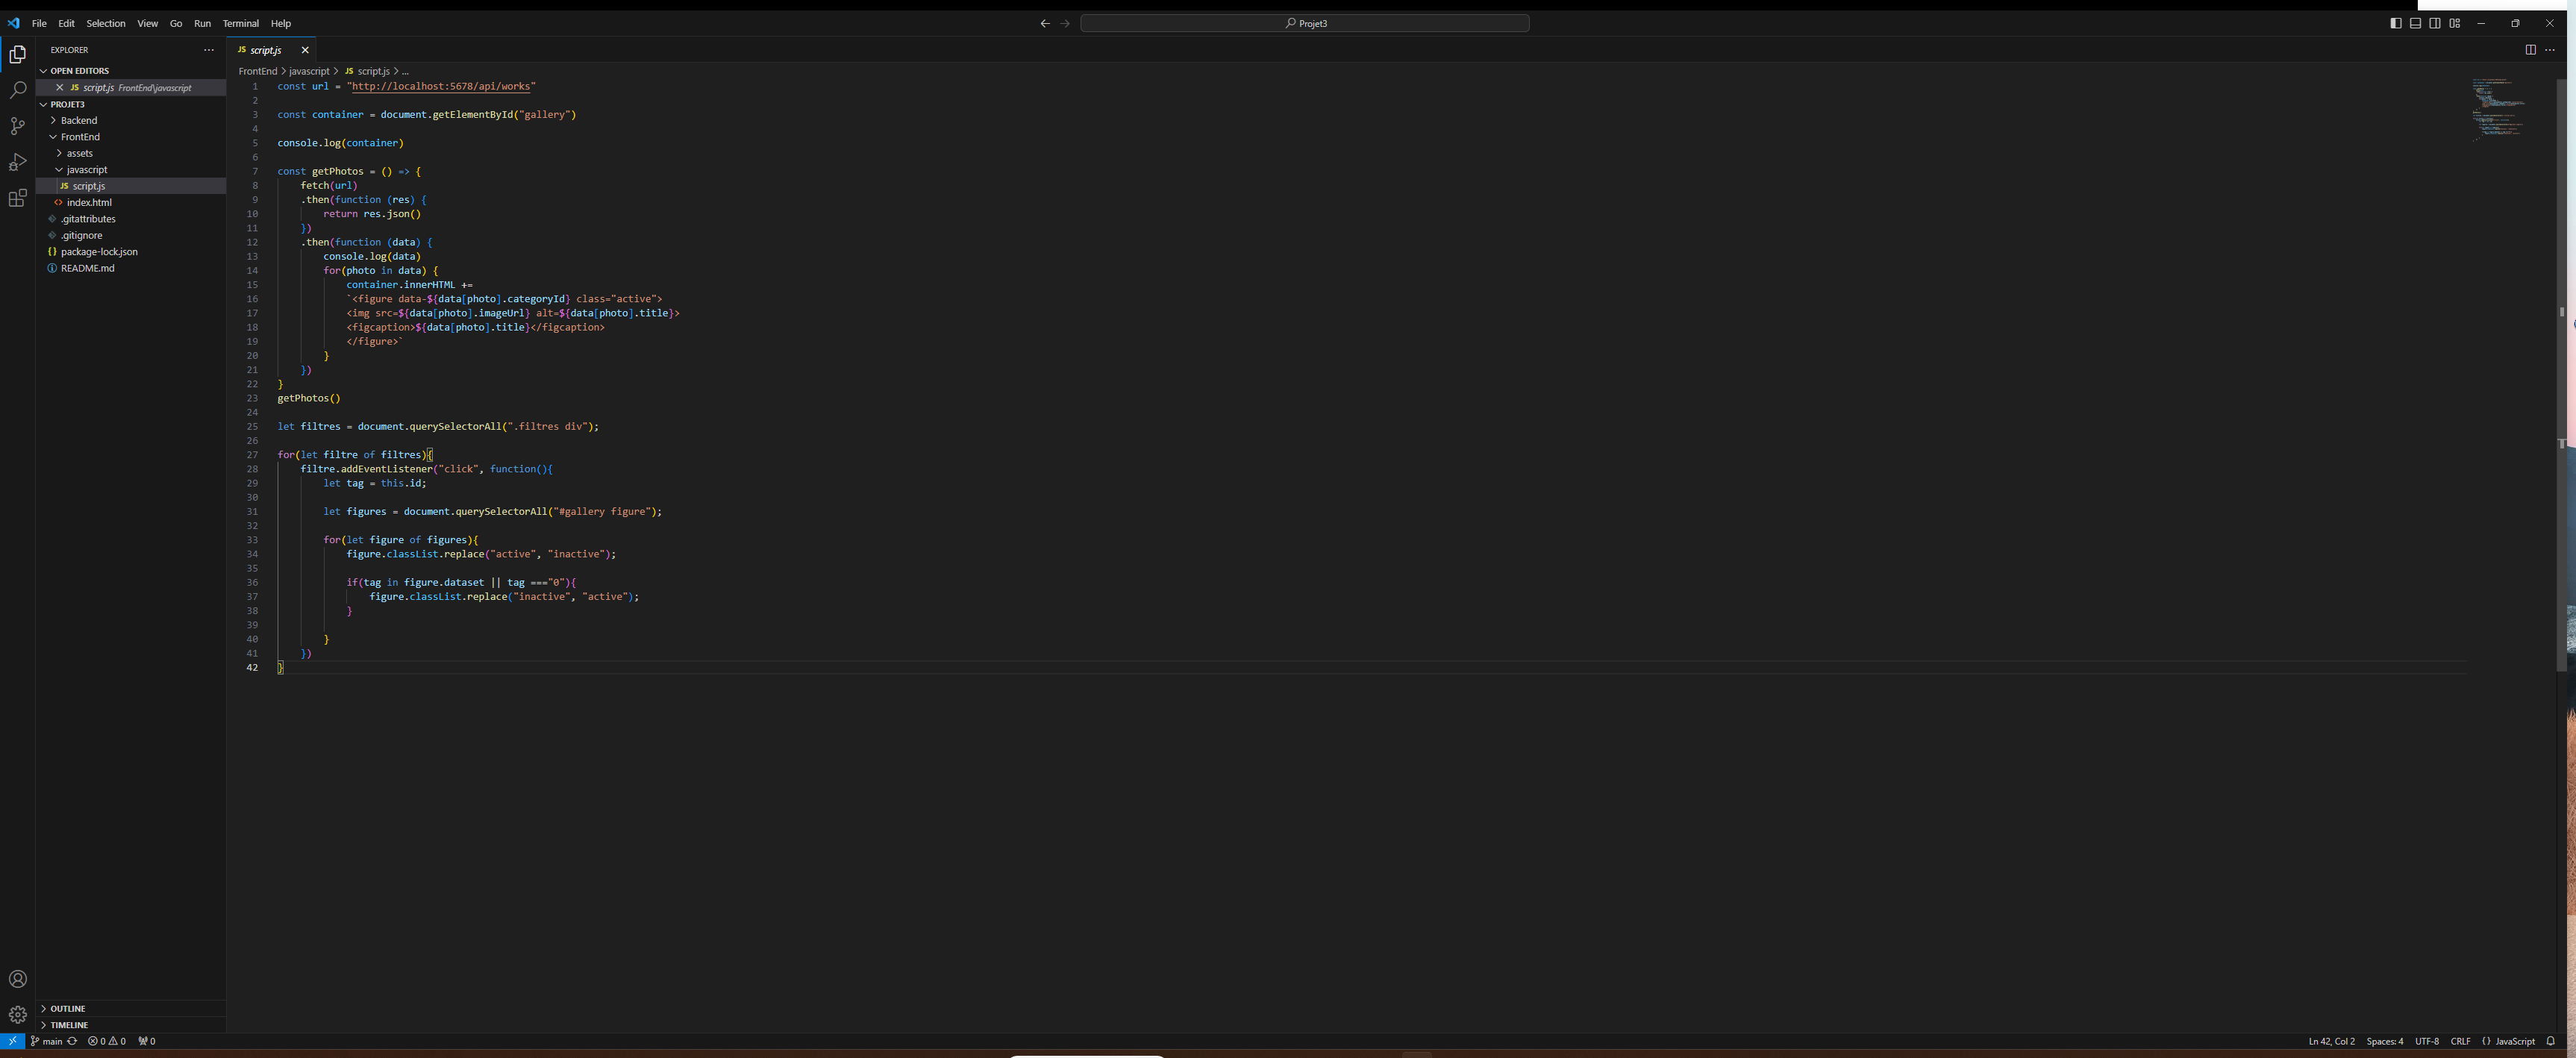 File Edit Selection View Go Run Terminal Help
Projet3
EXPLORER
OPEN EDITORS
JS script.js FrontEnd\javascript
PROJET3
Backend
FrontEnd
assets
javascript
JS script.js
index.html
.gitattributes
.gitignore
package-lock.json
README.md
OUTLINE
TIMELINE
JS script.js
FrontEnd > javascript > JS script.js > ...
1 const url = "http://localhost:5678/api/works"
2
3 const container = document.getElementById("gallery")
4
5 console.log(container)
6
7 const getPhotos = () => {
8 fetch(url)
9 .then(function (res) {
10 return res.json()
11 })
12 .then(function (data) {
13 console.log(data)
14 for(photo in data) {
15 container.innerHTML +=
16 `<figure data-${data[photo].categoryId} class="active">
17 <img src=${data[photo].imageUrl} alt=${data[photo].title}>
18 <figcaption>${data[photo].title}</figcaption>
19 </figure>`
20 }
21 })
22 }
23 getPhotos()
24
25 let filtres = document.querySelectorAll(".filtres div");
26
27 for(let filtre of filtres){
28 filtre.addEventListener("click", function(){
29 let tag = this.id;
30
31 let figures = document.querySelectorAll("#gallery figure");
32
33 for(let figure of figures){
34 figure.classList.replace("active", "inactive");
35
36 if(tag in figure.dataset || tag ==="0"){
37 figure.classList.replace("inactive", "active");
38 }
39
40 }
41 })
42 }
main 0 0 0
Ln 42, Col 2 Spaces: 4 UTF-8 CRLF {} JavaScript